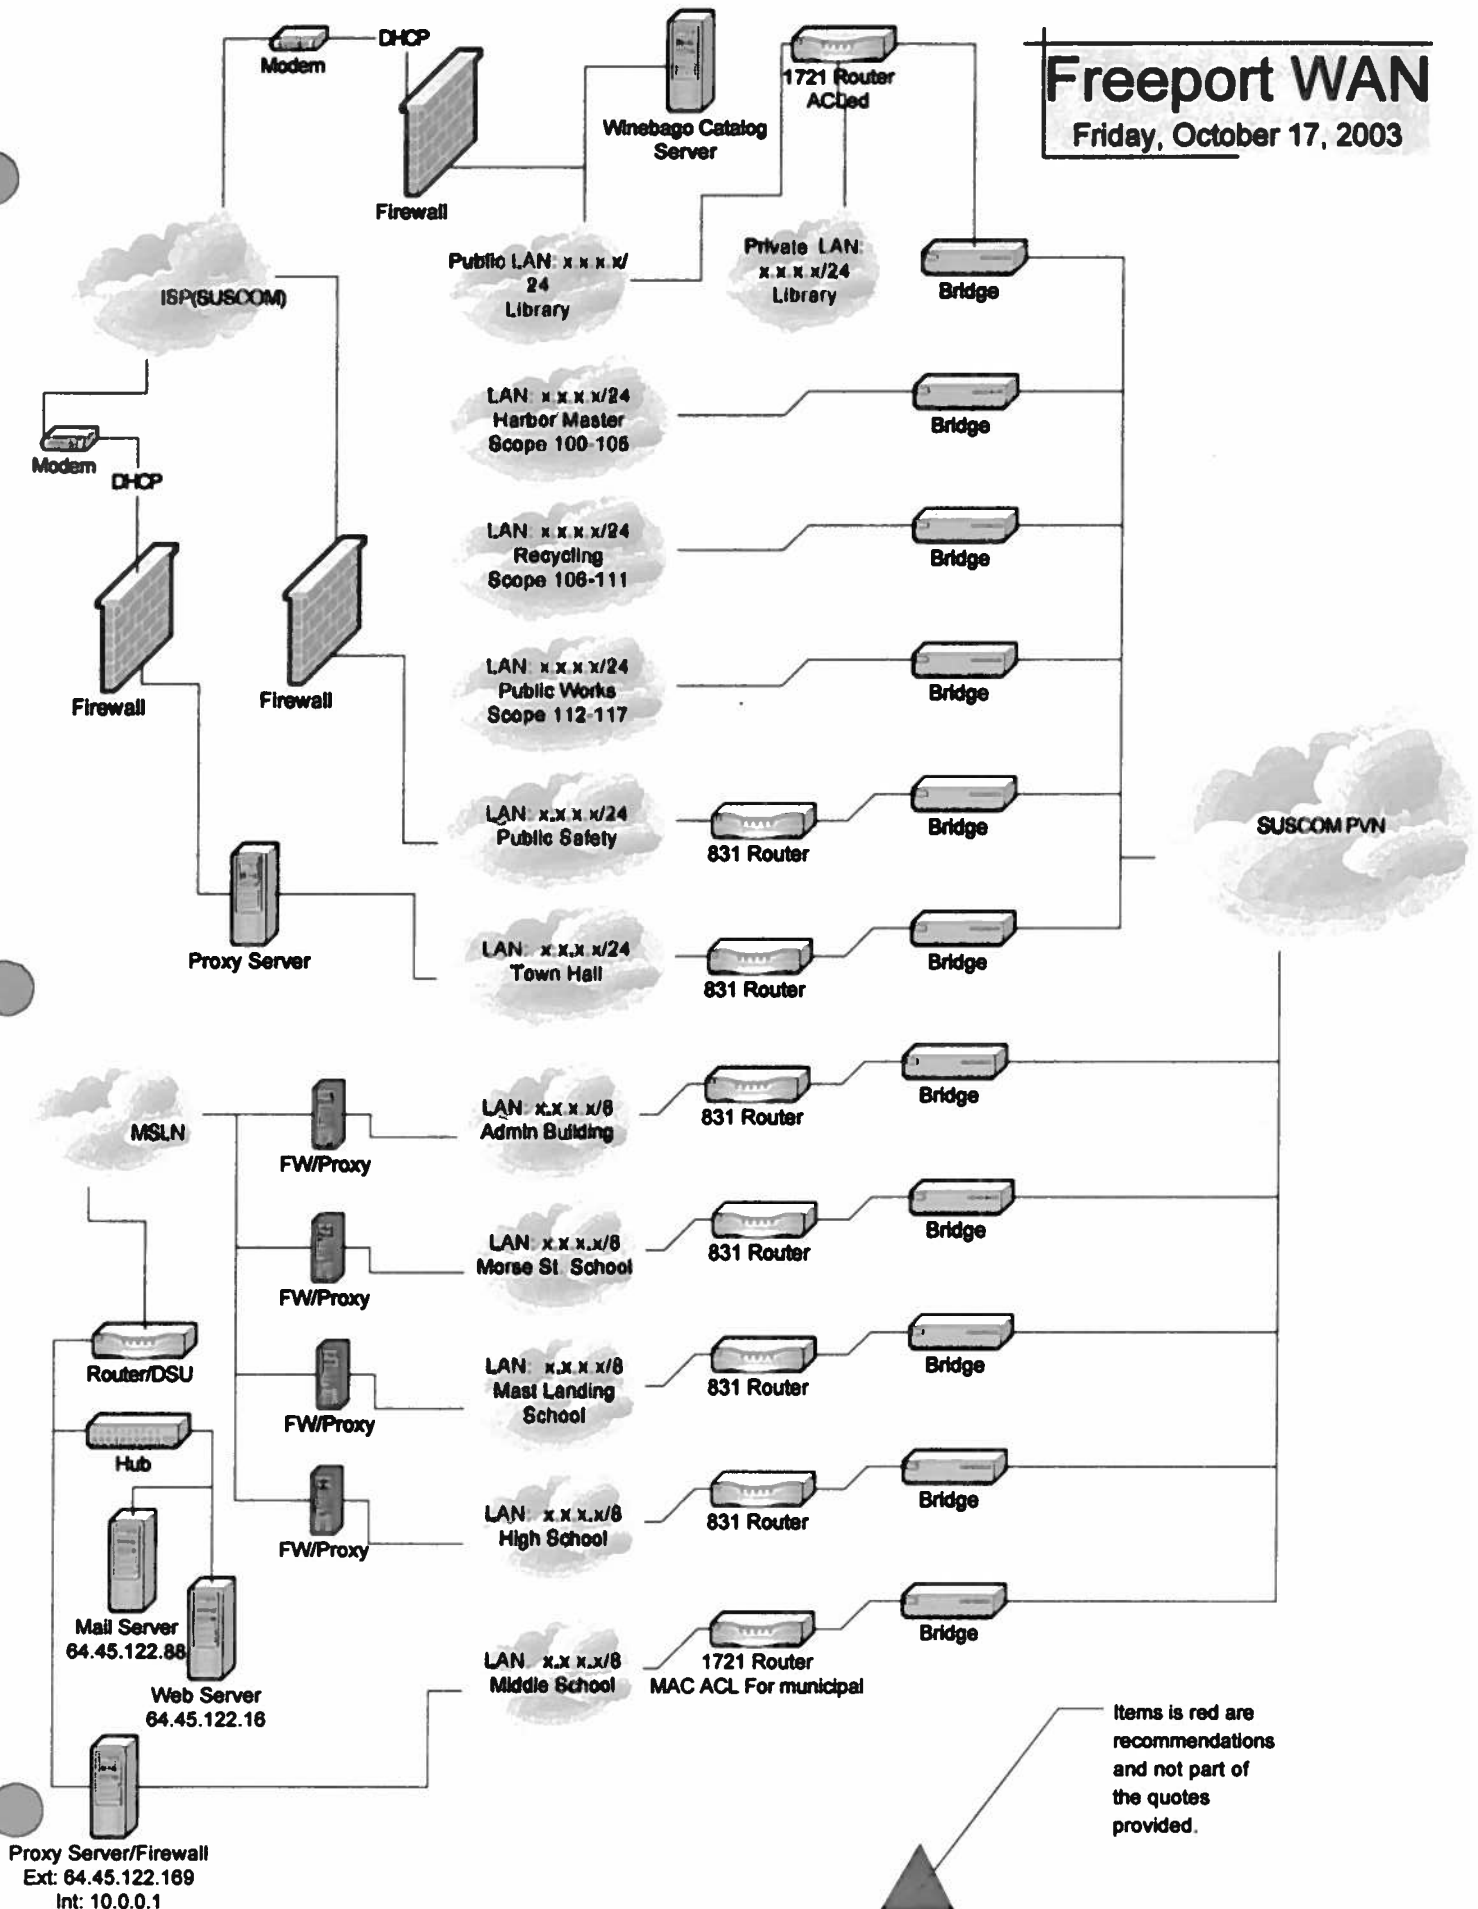 Freeport WAN
Friday, October 17, 2003
Modem
DHCP
Firewall
Winebago Catalog
Server
1721 Router
ACLed
ISP(SUSCOM)
Public LAN: x x x x/
24
Library
Private LAN:
x x x x/24
Library
Bridge
LAN: x x x x/24
Harbor Master
Scope 100-105
Bridge
Modem
DHCP
LAN: x x x x/24
Recycling
Scope 106-111
Bridge
Firewall
Firewall
LAN: x x x x/24
Public Works
Scope 112-117
Bridge
LAN: x.x x x/24
Public Safety
831 Router
Bridge
SUSCOM PVN
Proxy Server
LAN: x x.x x/24
Town Hall
831 Router
Bridge
MSLN
FW/Proxy
LAN: x.x x x/8
Admin Building
831 Router
Bridge
FW/Proxy
LAN: x x x.x/8
Morse St. School
831 Router
Bridge
Router/DSU
FW/Proxy
LAN: x.x x x/8
Mast Landing
School
831 Router
Bridge
Hub
FW/Proxy
LAN: x x x.x/8
High School
831 Router
Bridge
Mail Server
64.45.122.88
Web Server
64.45.122.16
LAN: x.x x.x/8
Middle School
1721 Router
MAC ACL For municipal
Bridge
Items is red are
recommendations
and not part of
the quotes
provided.
Proxy Server/Firewall
Ext: 64.45.122.169
Int: 10.0.0.1